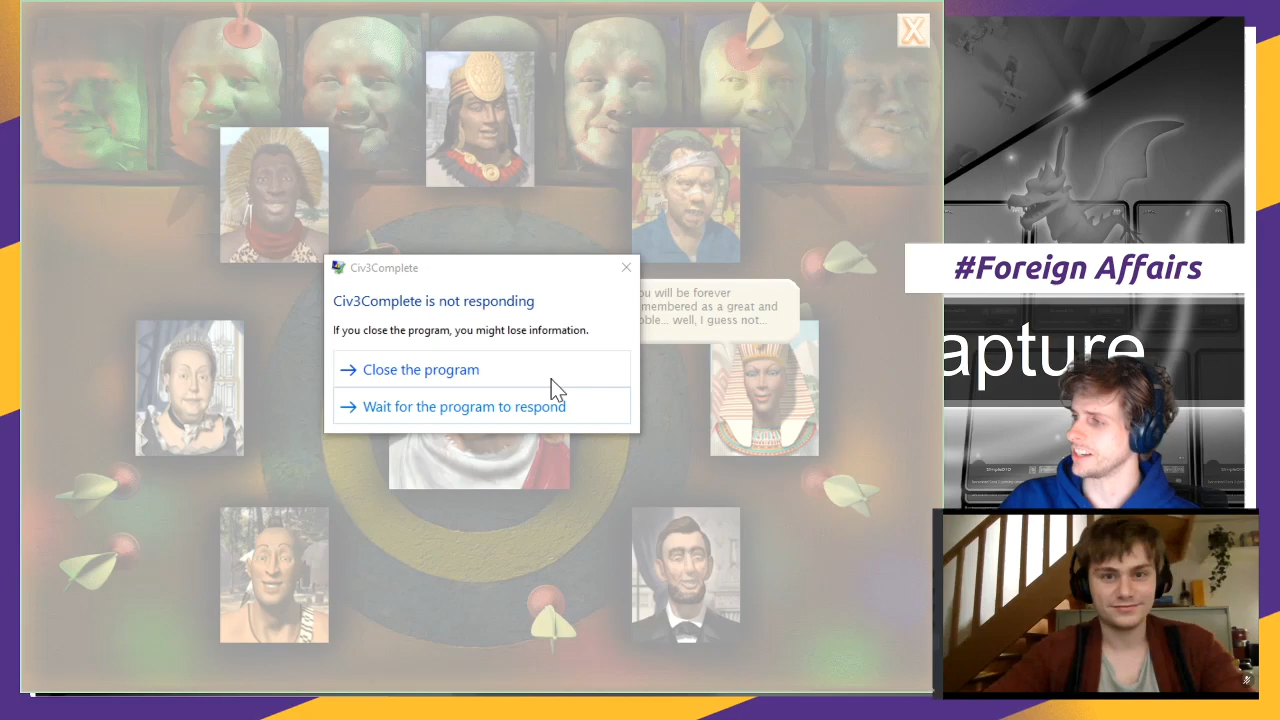 X
Civ3Complete
Civ3Complete is not responding
If you close the program, you might lose information.
Close the program
Wait for the program to respond
ou will be forever
membered as a great and
oble... well, I guess not...
#Foreign Affairs
apture